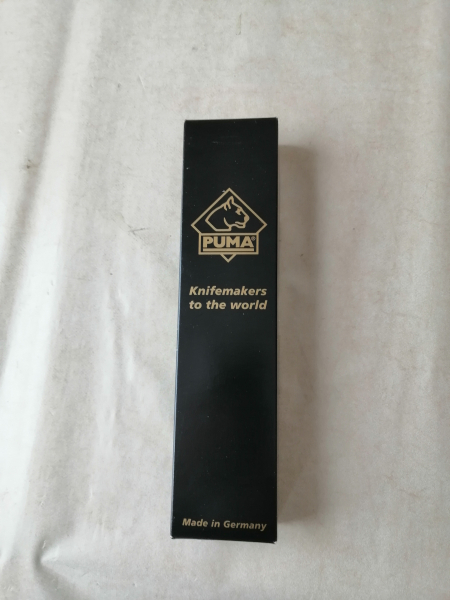 PUMA®
Knifemakers
to the world
Made in Germany